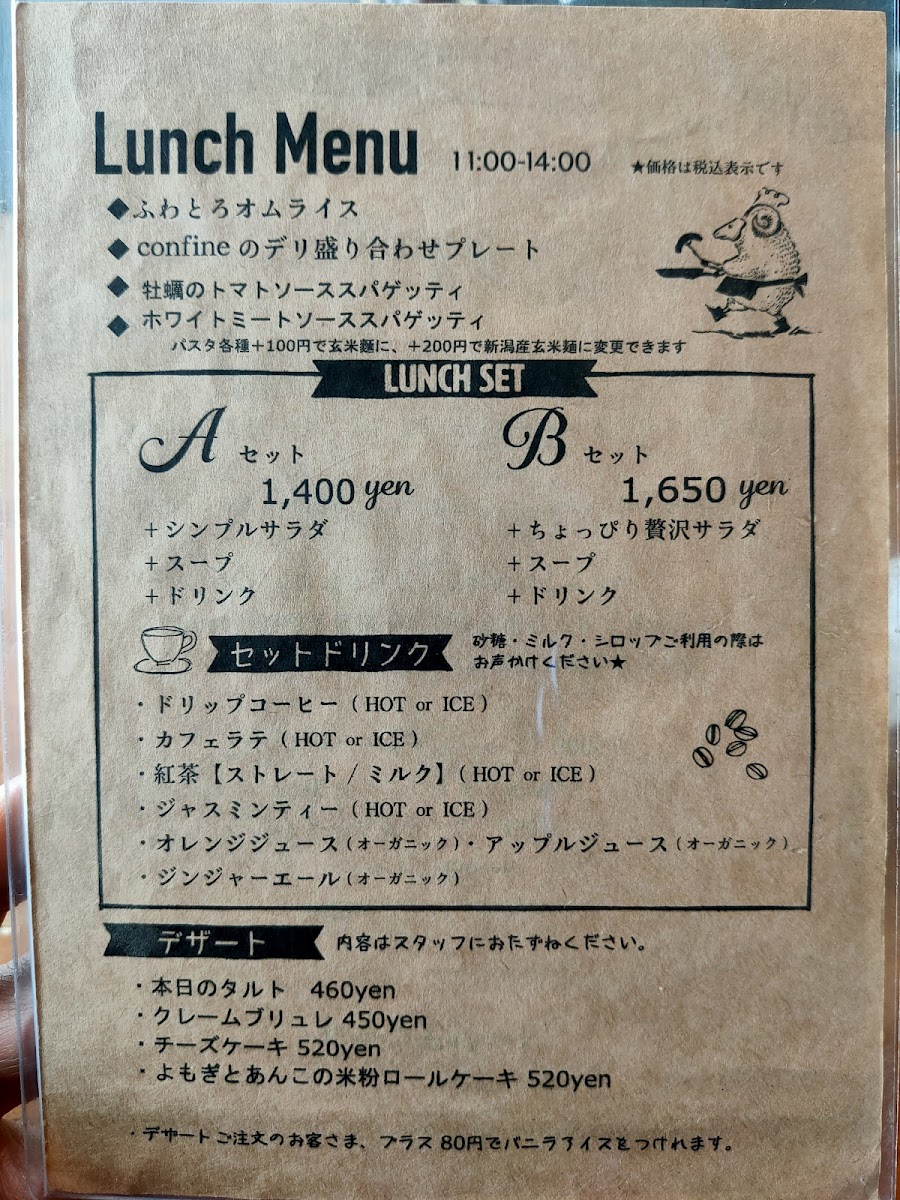 Lunch Menu 11:00-14:00 ★価格は税込表示です
◆ふわとろオムライス
◆confine のデリ盛り合わせプレート
◆牡蠣のトマトソーススパゲッティ
◆ホワイトミートソーススパゲッティ
パスタ各種+100円で玄米麺に、+200円で新潟産玄米麺に変更できます
LUNCH SET
A セット
1,400 yen
+シンプルサラダ
+スープ
+ドリンク
B セット
1,650 yen
+ちょっぴり贅沢サラダ
+スープ
+ドリンク
セットドリンク
砂糖・ミルク・シロップご利用の際は
お声かけください★
・ドリップコーヒー(HOT or ICE)
・カフェラテ(HOT or ICE)
・紅茶【ストレート/ミルク】(HOT or ICE)
・ジャスミンティー(HOT or ICE)
・オレンジジュース(オーガニック)・アップルジュース(オーガニック)
・ジンジャーエール(オーガニック)
デザート 内容はスタッフにおたずねください。
・本日のタルト 460yen
・クレームブリュレ 450yen
・チーズケーキ 520yen
・よもぎとあんこの米粉ロールケーキ 520yen
・デザートご注文のお客さま、プラス80円でバニラアイスをつけれます。